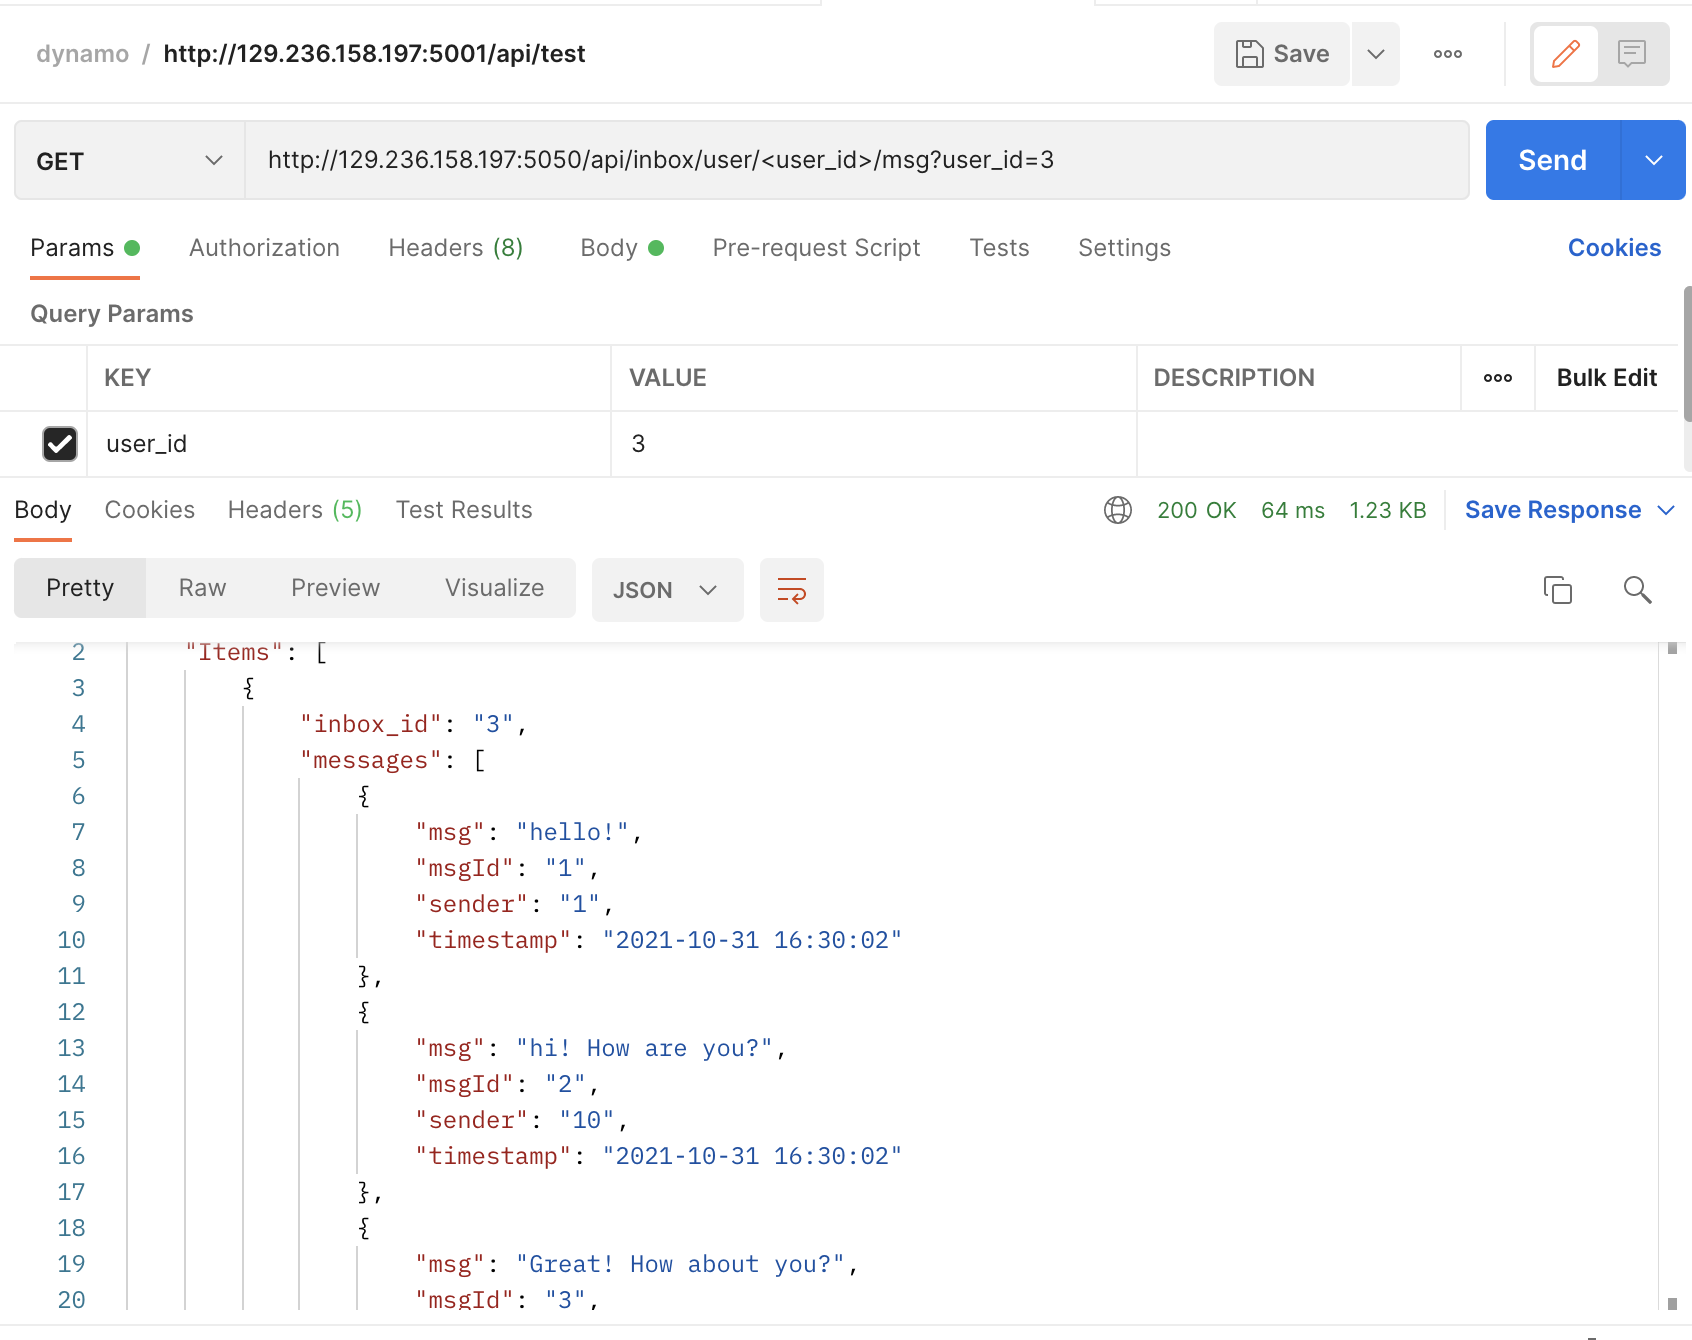 dynamo / http://129.236.158.197:5001/api/test
Save
GET http://129.236.158.197:5050/api/inbox/user/<user_id>/msg?user_id=3 Send
Params Authorization Headers (8) Body Pre-request Script Tests Settings Cookies
Query Params
KEY VALUE DESCRIPTION Bulk Edit
user_id 3
Body Cookies Headers (5) Test Results 200 OK 64 ms 1.23 KB Save Response
Pretty Raw Preview Visualize JSON
2 "Items": [
3 {
4 "inbox_id": "3",
5 "messages": [
6 {
7 "msg": "hello!",
8 "msgId": "1",
9 "sender": "1",
10 "timestamp": "2021-10-31 16:30:02"
11 },
12 {
13 "msg": "hi! How are you?",
14 "msgId": "2",
15 "sender": "10",
16 "timestamp": "2021-10-31 16:30:02"
17 },
18 {
19 "msg": "Great! How about you?",
20 "msgId": "3",